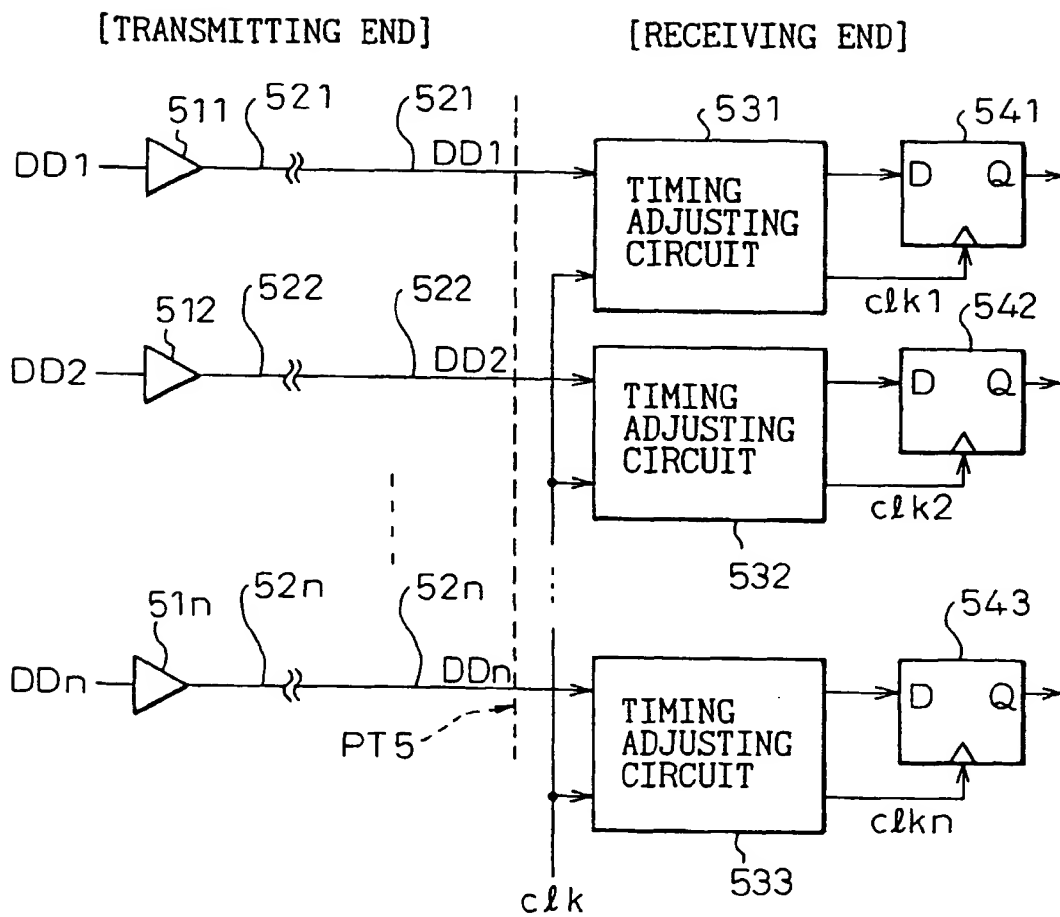 [TRANSMITTING END]
[RECEIVING END]
511
521
521
531
541
DD1
DD1
TIMING
ADJUSTING
CIRCUIT
D Q
clk1
512
522
522
542
DD2
DD2
TIMING
ADJUSTING
CIRCUIT
D Q
clk2
532
51n
52n
52n
543
DDn
DDn
TIMING
ADJUSTING
CIRCUIT
D Q
PT5
clkn
533
clk